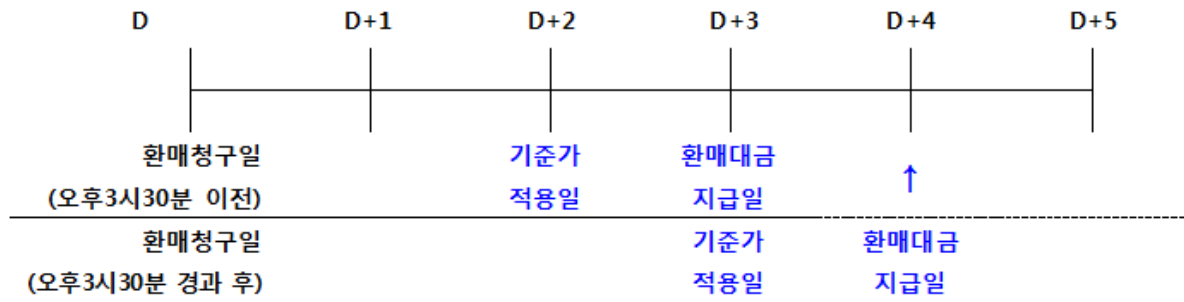 D D+1 D+2 D+3 D+4 D+5
환매청구일 기준가 환매대금
(오후3시30분 이전) 적용일 지급일 ↑
환매청구일 기준가 환매대금
(오후3시30분 경과 후) 적용일 지급일